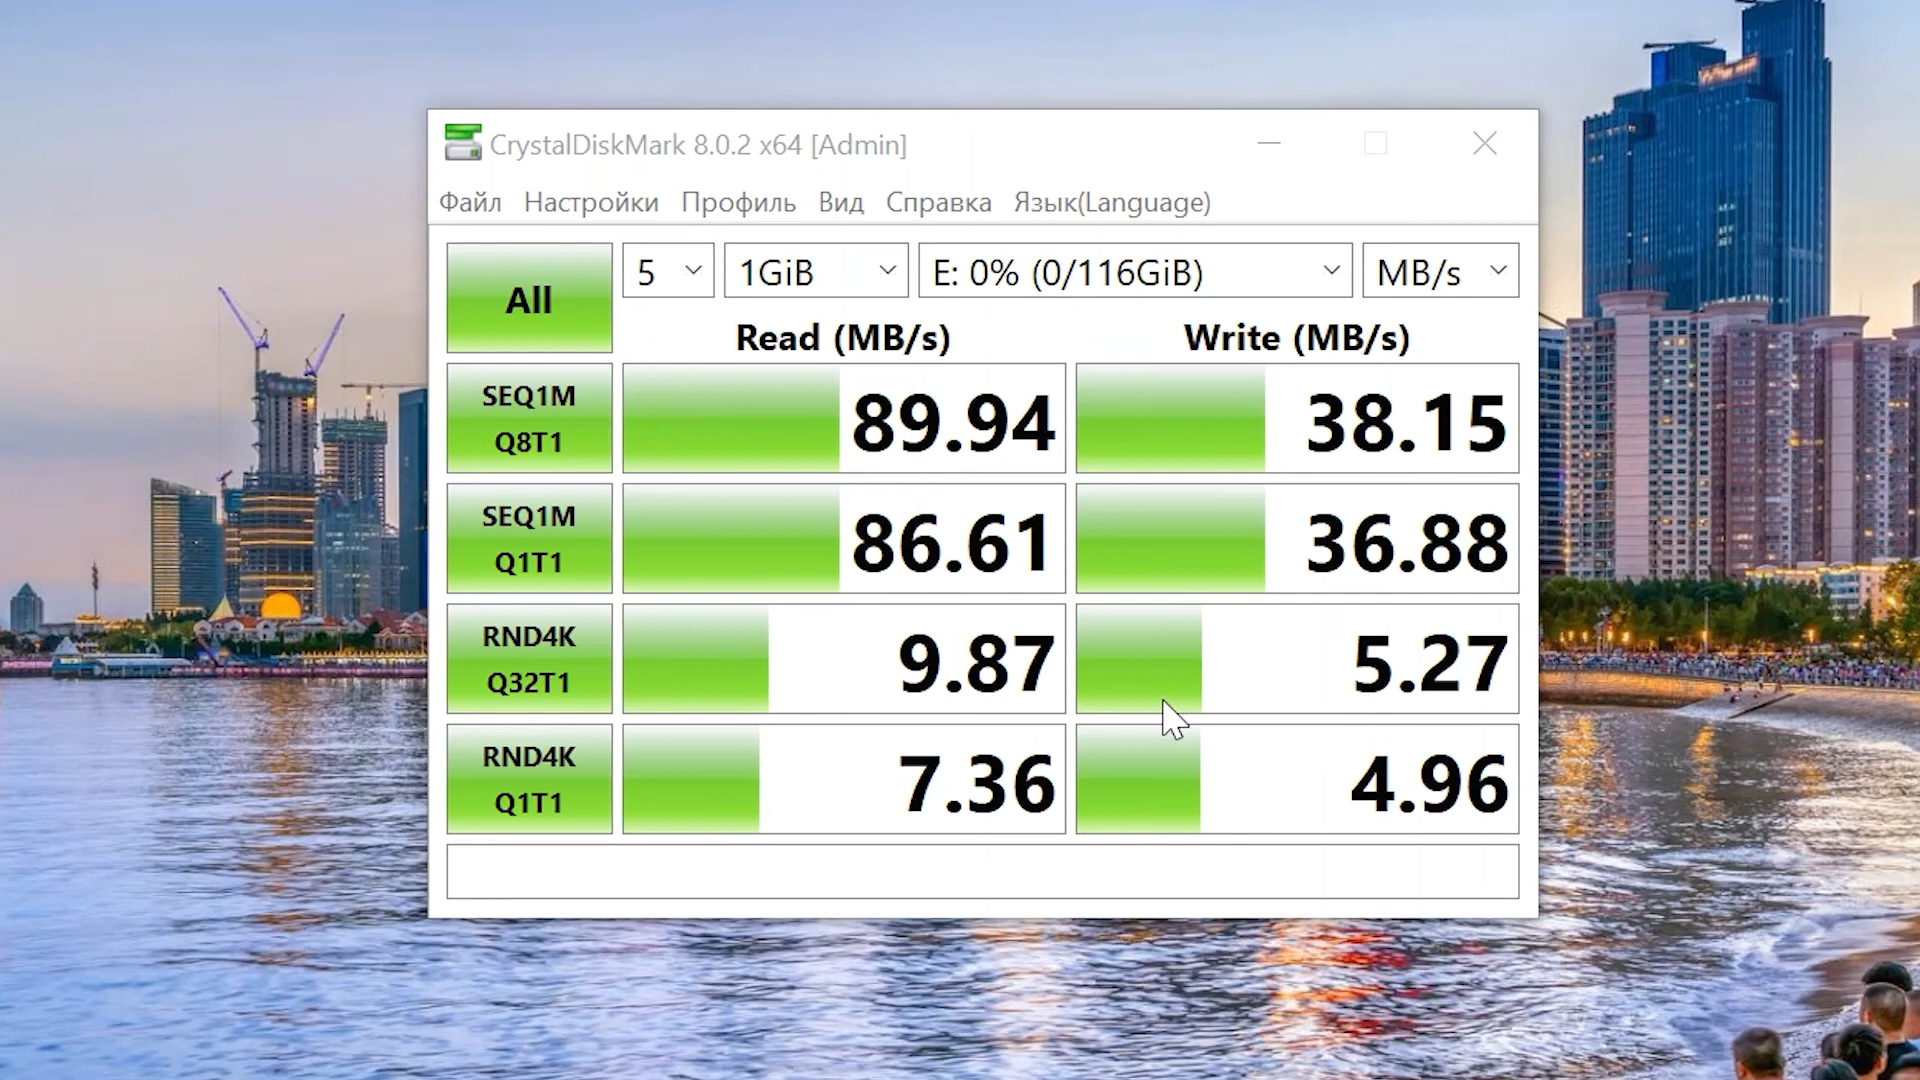 CrystalDiskMark 8.0.2 x64 [Admin]
Файл Настройки Профиль Вид Справка Язык(Language)
All 5 1GiB E: 0% (0/116GiB) MB/s
Read (MB/s) Write (MB/s)
SEQ1M
Q8T1
89.94 38.15
SEQ1M
Q1T1
86.61 36.88
RND4K
Q32T1
9.87 5.27
RND4K
Q1T1
7.36 4.96